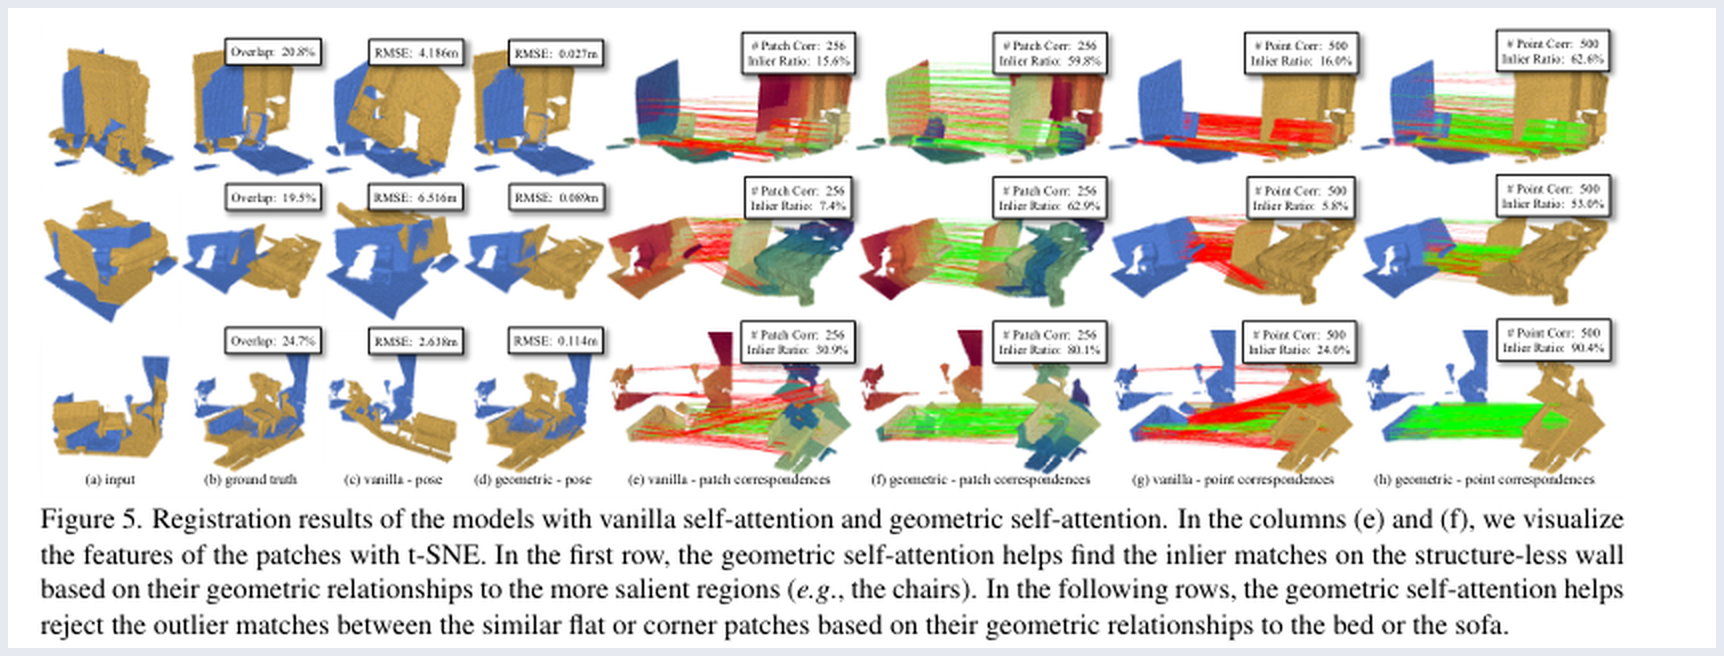 Overlap: 20.8%
RMSE: 4.186m
RMSE: 0.027m
# Patch Corr: 256
Inlier Ratio: 15.6%
# Patch Corr: 256
Inlier Ratio: 59.8%
# Point Corr: 500
Inlier Ratio: 16.0%
# Point Corr: 500
Inlier Ratio: 62.6%
Overlap: 19.5%
RMSE: 6.516m
RMSE: 0.089m
# Patch Corr: 256
Inlier Ratio: 7.4%
# Patch Corr: 256
Inlier Ratio: 62.9%
# Point Corr: 500
Inlier Ratio: 5.8%
# Point Corr: 500
Inlier Ratio: 53.0%
Overlap: 24.7%
RMSE: 2.638m
RMSE: 0.114m
# Patch Corr: 256
Inlier Ratio: 30.9%
# Patch Corr: 256
Inlier Ratio: 80.1%
# Point Corr: 500
Inlier Ratio: 24.0%
# Point Corr: 500
Inlier Ratio: 90.4%
(a) input
(b) ground truth
(c) vanilla - pose
(d) geometric - pose
(e) vanilla - patch correspondences
(f) geometric - patch correspondences
(g) vanilla - point correspondences
(h) geometric - point correspondences
Figure 5. Registration results of the models with vanilla self-attention and geometric self-attention. In the columns (e) and (f), we visualize
the features of the patches with t-SNE. In the first row, the geometric self-attention helps find the inlier matches on the structure-less wall
based on their geometric relationships to the more salient regions (e.g., the chairs). In the following rows, the geometric self-attention helps
reject the outlier matches between the similar flat or corner patches based on their geometric relationships to the bed or the sofa.